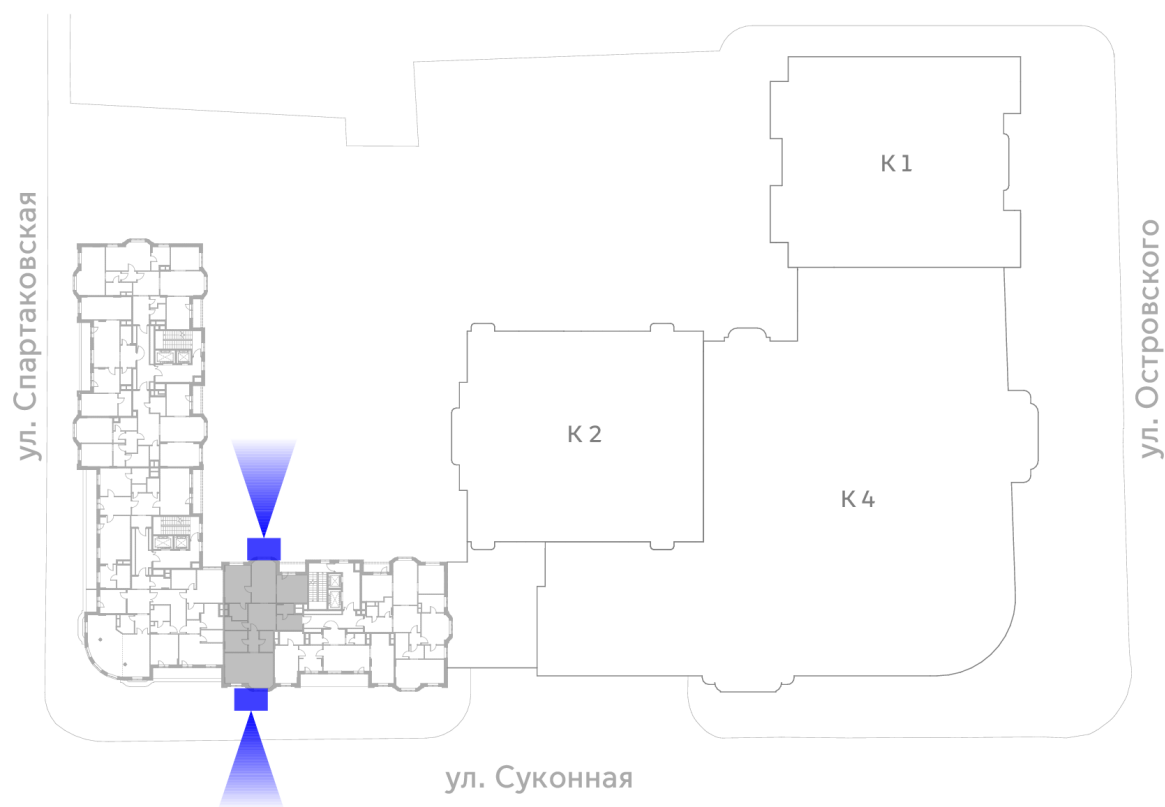 К 1
ул. Спартаковская
ул. Островского
К 2
К 4
ул. Суконная